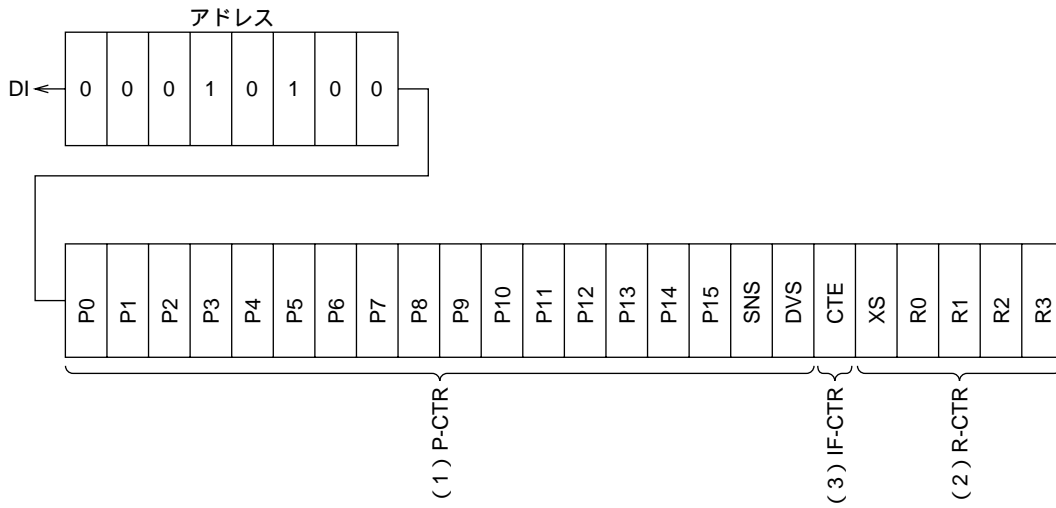 アドレス
DI 0 0 0 1 0 1 0 0
P0 P1 P2 P3 P4 P5 P6 P7 P8 P9 P10 P11 P12 P13 P14 P15 SNS DVS CTE XS R0 R1 R2 R3
(1) P-CTR
(3) IF-CTR
(2) R-CTR